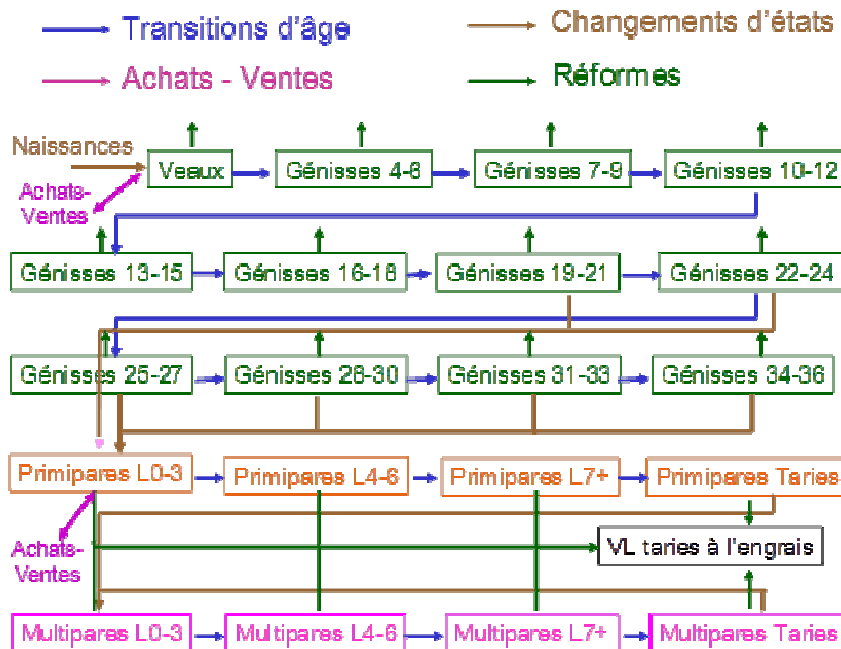 Transitions d'âge
Changements d'états
Achats - Ventes
Réformes
Naissances
Veaux
Génisses 4-6
Génisses 7-9
Génisses 10-12
Achats-
Ventes
Génisses 13-15
Génisses 16-18
Génisses 19-21
Génisses 22-24
Génisses 25-27
Génisses 28-30
Génisses 31-33
Génisses 34-36
Primipares L0-3
Primipares L4-6
Primipares L7+
Primipares Taries
Achats-
Ventes
VL taries à l'engrais
Multipares L0-3
Multipares L4-6
Multipares L7+
Multipares Taries